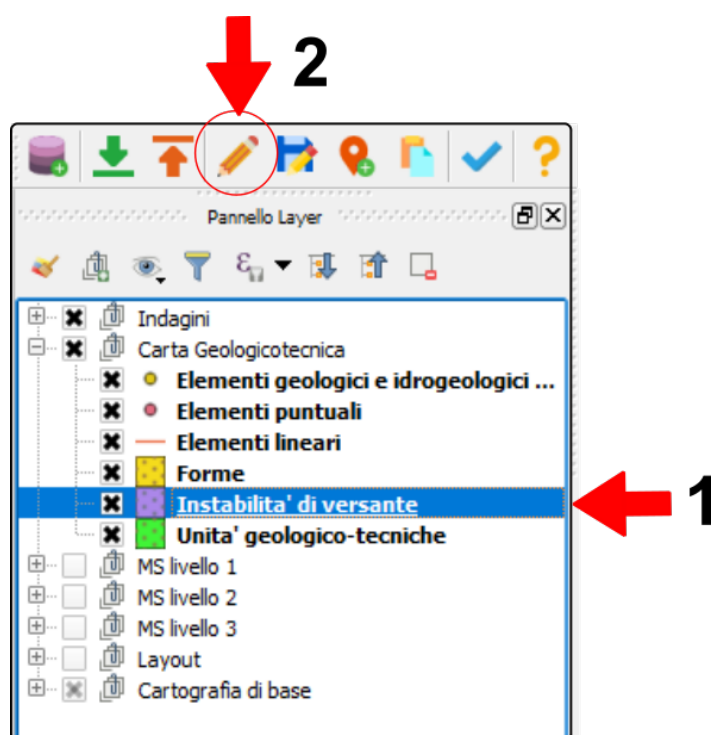 2
?
Pannello Layer
ε
Indagini
Carta Geologicotecnica
Elementi geologici e idrogeologici ...
Elementi puntuali
Elementi lineari
Forme
Instabilita' di versante
1
Unita' geologico-tecniche
MS livello 1
MS livello 2
MS livello 3
Layout
Cartografia di base